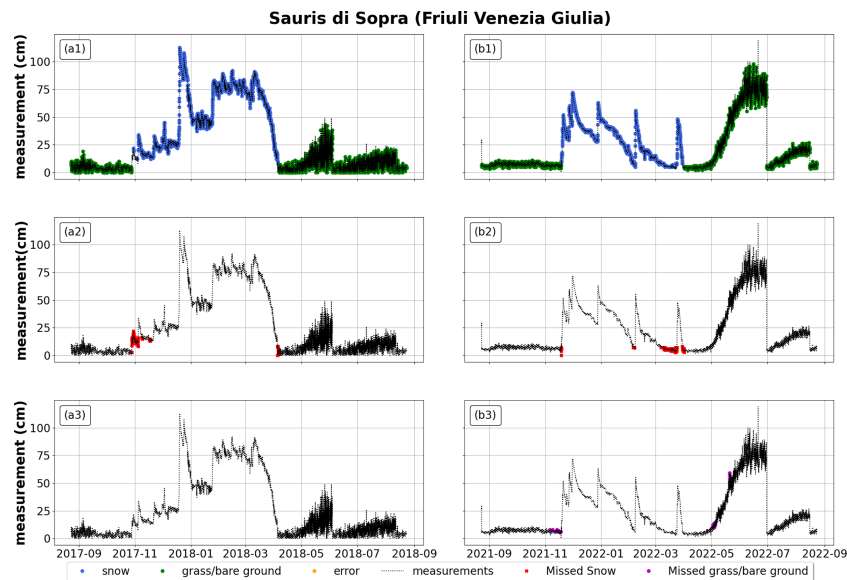 Sauris di Sopra (Friuli Venezia Giulia)
measurement (cm)
100
75
50
25
0
(a1)
(b1)
measurement(cm)
100
75
50
25
0
(a2)
(b2)
measurement (cm)
100
75
50
25
0
(a3)
(b3)
2017-09 2017-11 2018-01 2018-03 2018-05 2018-07 2018-09
2021-09 2021-11 2022-01 2022-03 2022-05 2022-07 2022-09
snow grass/bare ground error measurements Missed Snow Missed grass/bare ground